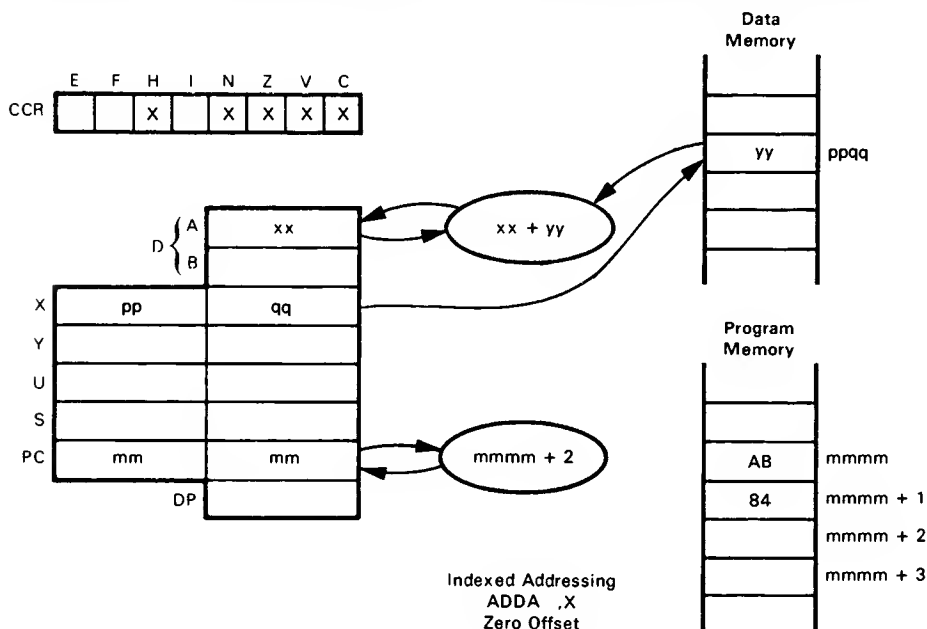 Data
Memory
E F H I N Z V C
CCR X X X X X
yy ppqq
D { A xx
B
xx + yy
X pp qq
Y
U
S
PC mm mm
DP
mmmm + 2
Program
Memory
AB mmmm
84 mmmm + 1
mmmm + 2
mmmm + 3
Indexed Addressing
ADDA ,X
Zero Offset